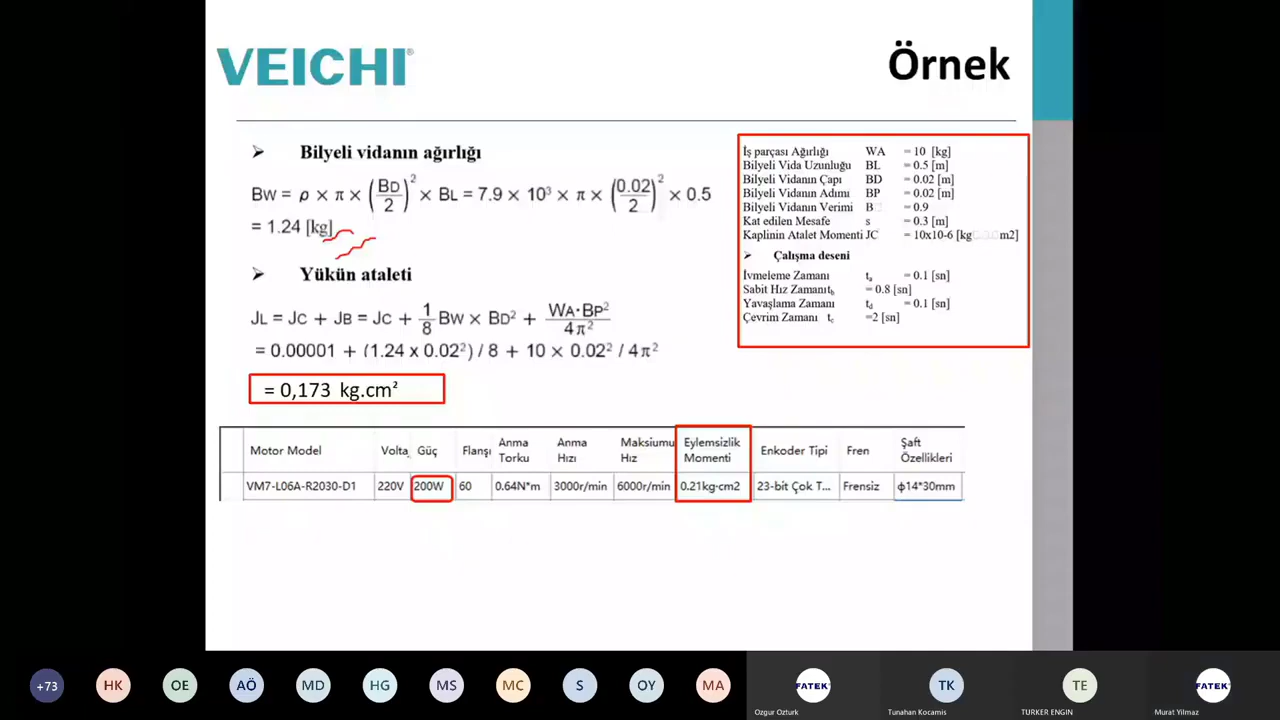 VEICHI®
Örnek
➢ Bilyeli vidanın ağırlığı
BW = ρ × π × (BD/2)² × BL = 7.9 × 10³ × π × (0.02/2)² × 0.5
= 1.24 [kg]
➢ Yükün ataleti
JL = JC + JB = JC + 1/8 BW × BD² + WA·BP²/4π²
= 0.00001 + (1.24 x 0.02²) / 8 + 10 × 0.02² / 4π²
= 0,173 kg.cm²
İş parçası Ağırlığı WA = 10 [kg]
Bilyeli Vida Uzunluğu BL = 0.5 [m]
Bilyeli Vidanın Çapı BD = 0.02 [m]
Bilyeli Vidanın Adımı BP = 0.02 [m]
Bilyeli Vidanın Verimi B = 0.9
Kat edilen Mesafe s = 0.3 [m]
Kaplinin Atalet Momenti JC = 10x10-6 [kg m2]
➢ Çalışma deseni
İvmeleme Zamanı ta = 0.1 [sn]
Sabit Hız Zamanı tb = 0.8 [sn]
Yavaşlama Zamanı td = 0.1 [sn]
Çevrim Zamanı tc =2 [sn]
Motor Model Volta Güç Flanşı Anma Torku Anma Hızı Maksimu Hız Eylemsizlik Momenti Enkoder Tipi Fren Şaft Özellikleri
VM7-L06A-R2030-D1 220V 200W 60 0.64N*m 3000r/min 6000r/min 0.21kg·cm2 23-bit Çok T... Frensiz φ14*30mm
+73 HK OE AÖ MD HG MS MC S OY MA FATEK TK TE FATEK
Ozgur Ozturk Tunahan Kocamis TURKER ENGIN Murat Yilmaz